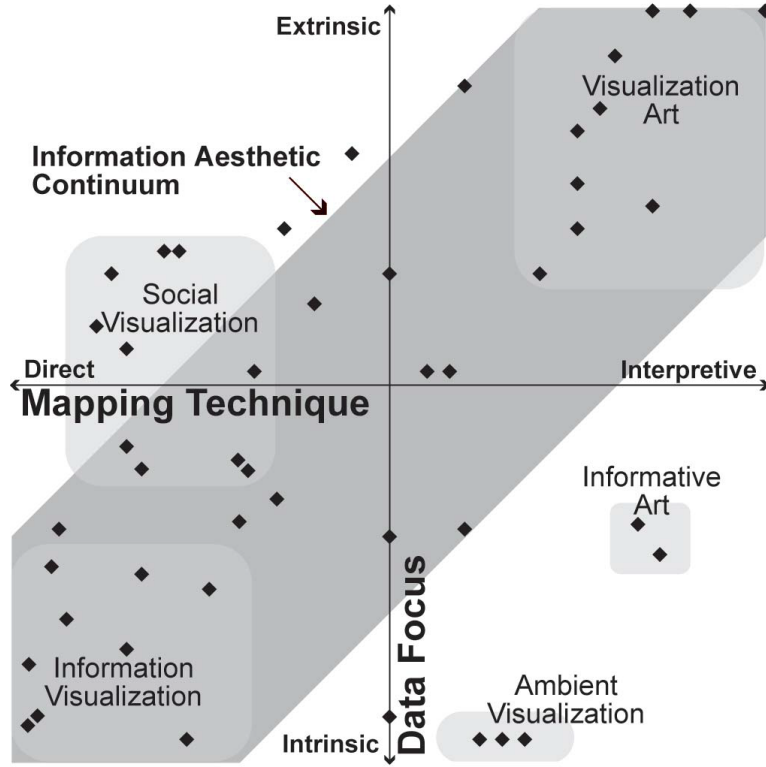 Extrinsic
Visualization
Art
Information Aesthetic
Continuum
Social
Visualization
Direct
Interpretive
Mapping Technique
Informative
Art
Data Focus
Information
Visualization
Ambient
Visualization
Intrinsic